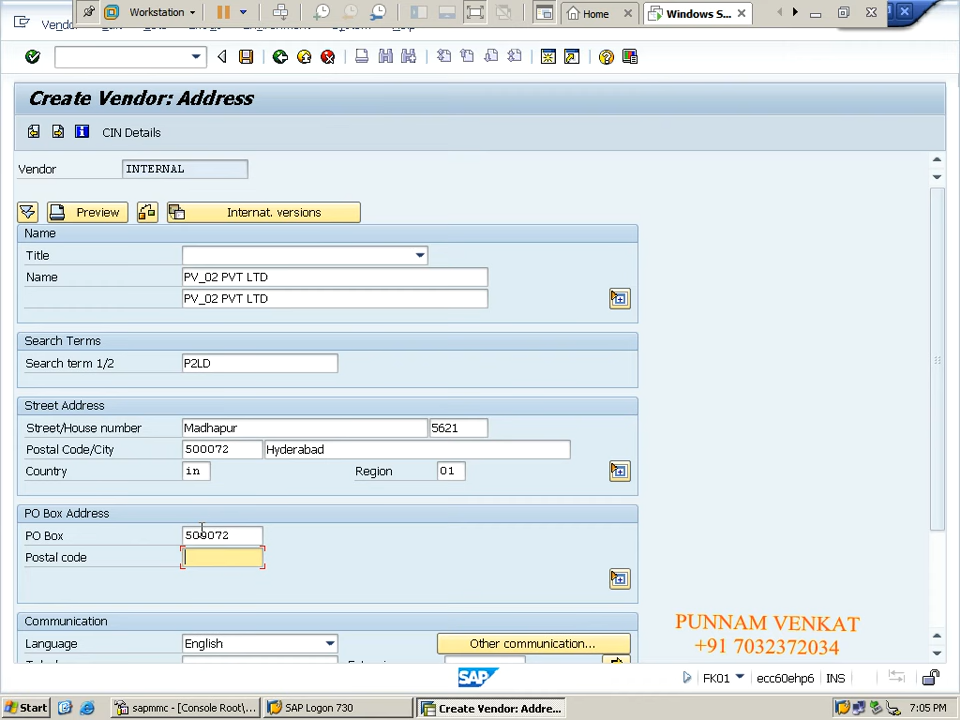 Workstation
Home
Windows S...
Create Vendor: Address
CIN Details
Vendor INTERNAL
Preview Internat. versions
Name
Title
Name PV_02 PVT LTD
PV_02 PVT LTD
Search Terms
Search term 1/2 P2LD
Street Address
Street/House number Madhapur 5621
Postal Code/City 500072 Hyderabad
Country in Region 01
PO Box Address
PO Box 500072
Postal code
Communication
Language English Other communication...
PUNNAM VENKAT
+91 7032372034
SAP FK01 ecc60ehp6 INS
Start sapmmc - [Console Root\... SAP Logon 730 Create Vendor: Addre... 7:05 PM